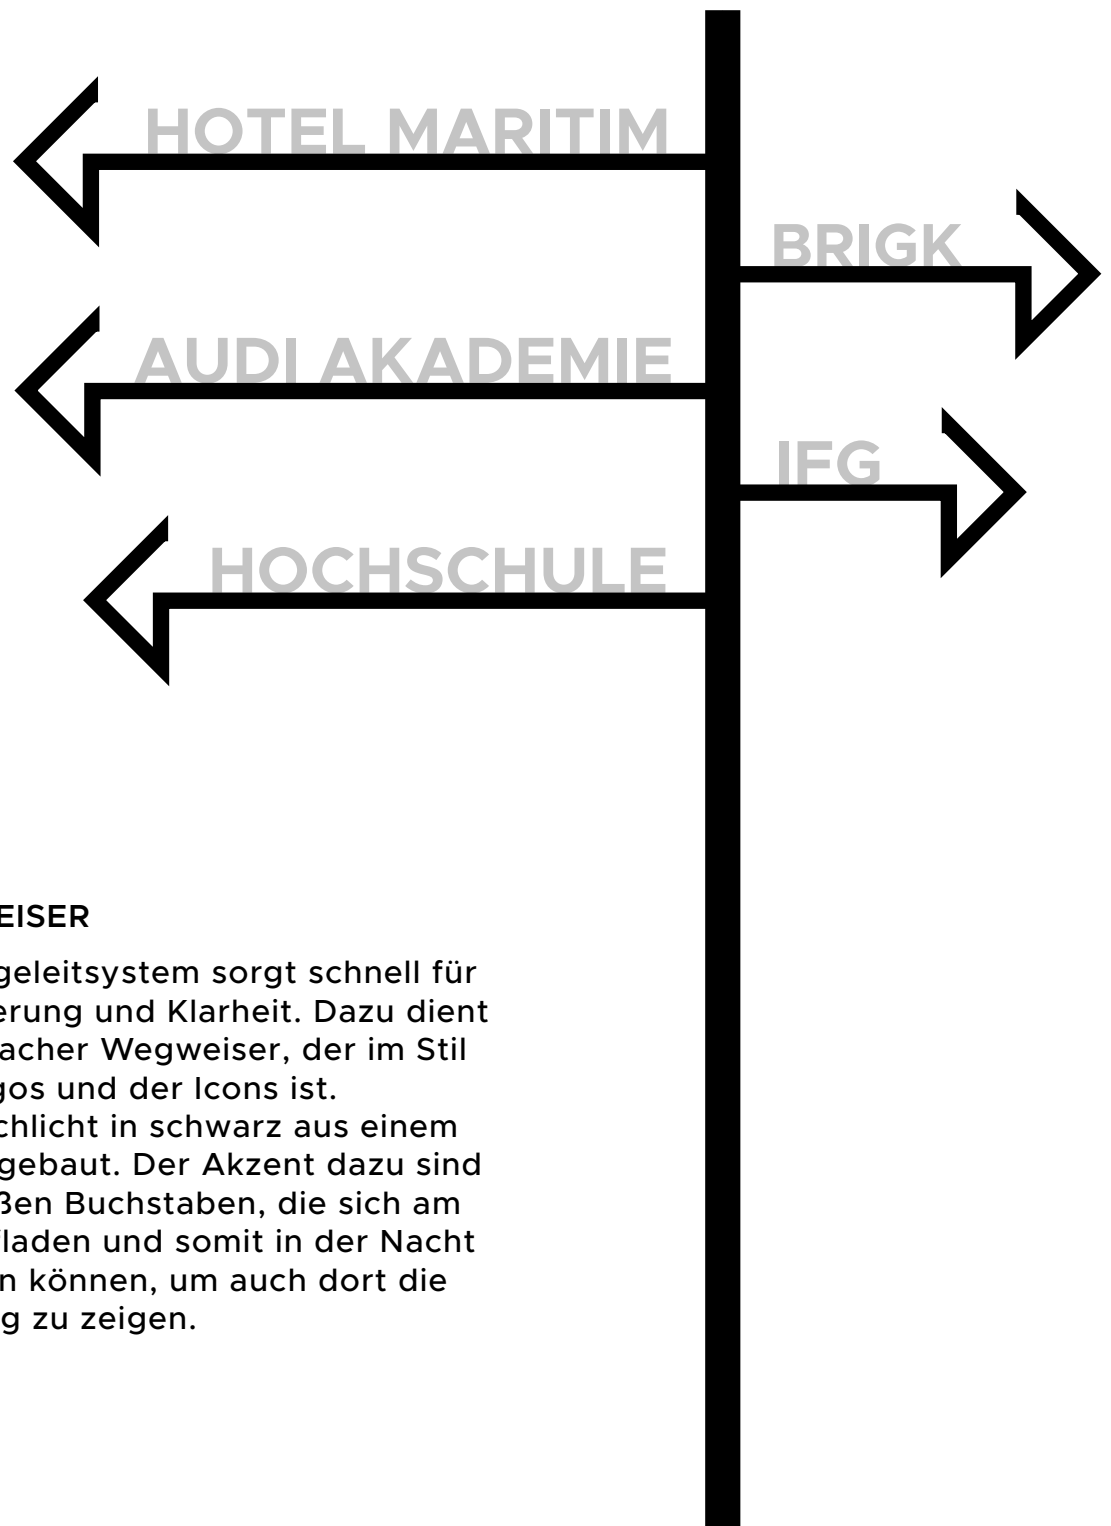 HOTEL MARITIM
BRIGK
AUDI AKADEMIE
IFG
HOCHSCHULE
EISER
geleitsystem sorgt schnell für
erung und Klarheit. Dazu dient
acher Wegweiser, der im Stil
gos und der Icons ist.
chlicht in schwarz aus einem
gebaut. Der Akzent dazu sind
ßen Buchstaben, die sich am
laden und somit in der Nacht
n können, um auch dort die
g zu zeigen.